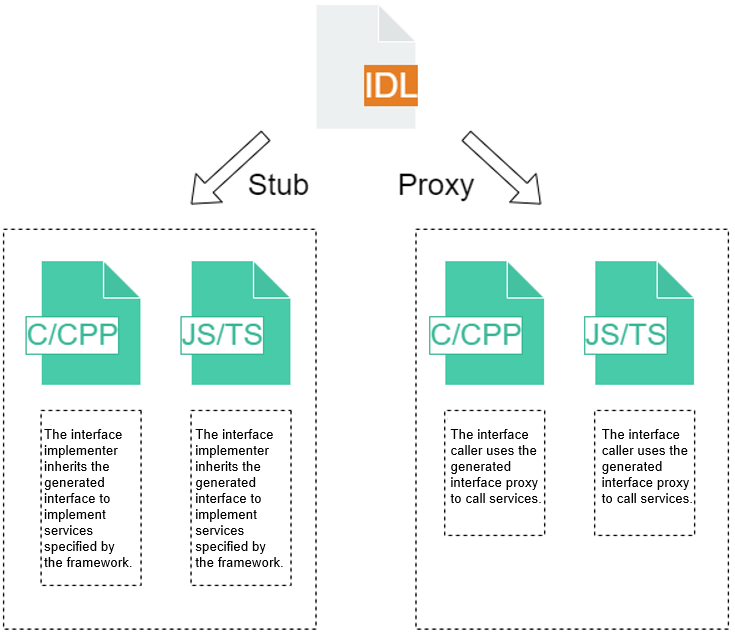 IDL
Stub
Proxy
C/CPP
JS/TS
C/CPP
JS/TS
The interface
implementer
inherits the
generated
interface to
implement
services
specified by
the framework.
The interface
implementer
inherits the
generated
interface to
implement
services
specified by
the framework.
The interface
caller uses the
generated
interface proxy
to call services.
The interface
caller uses the
generated
interface proxy
to call services.